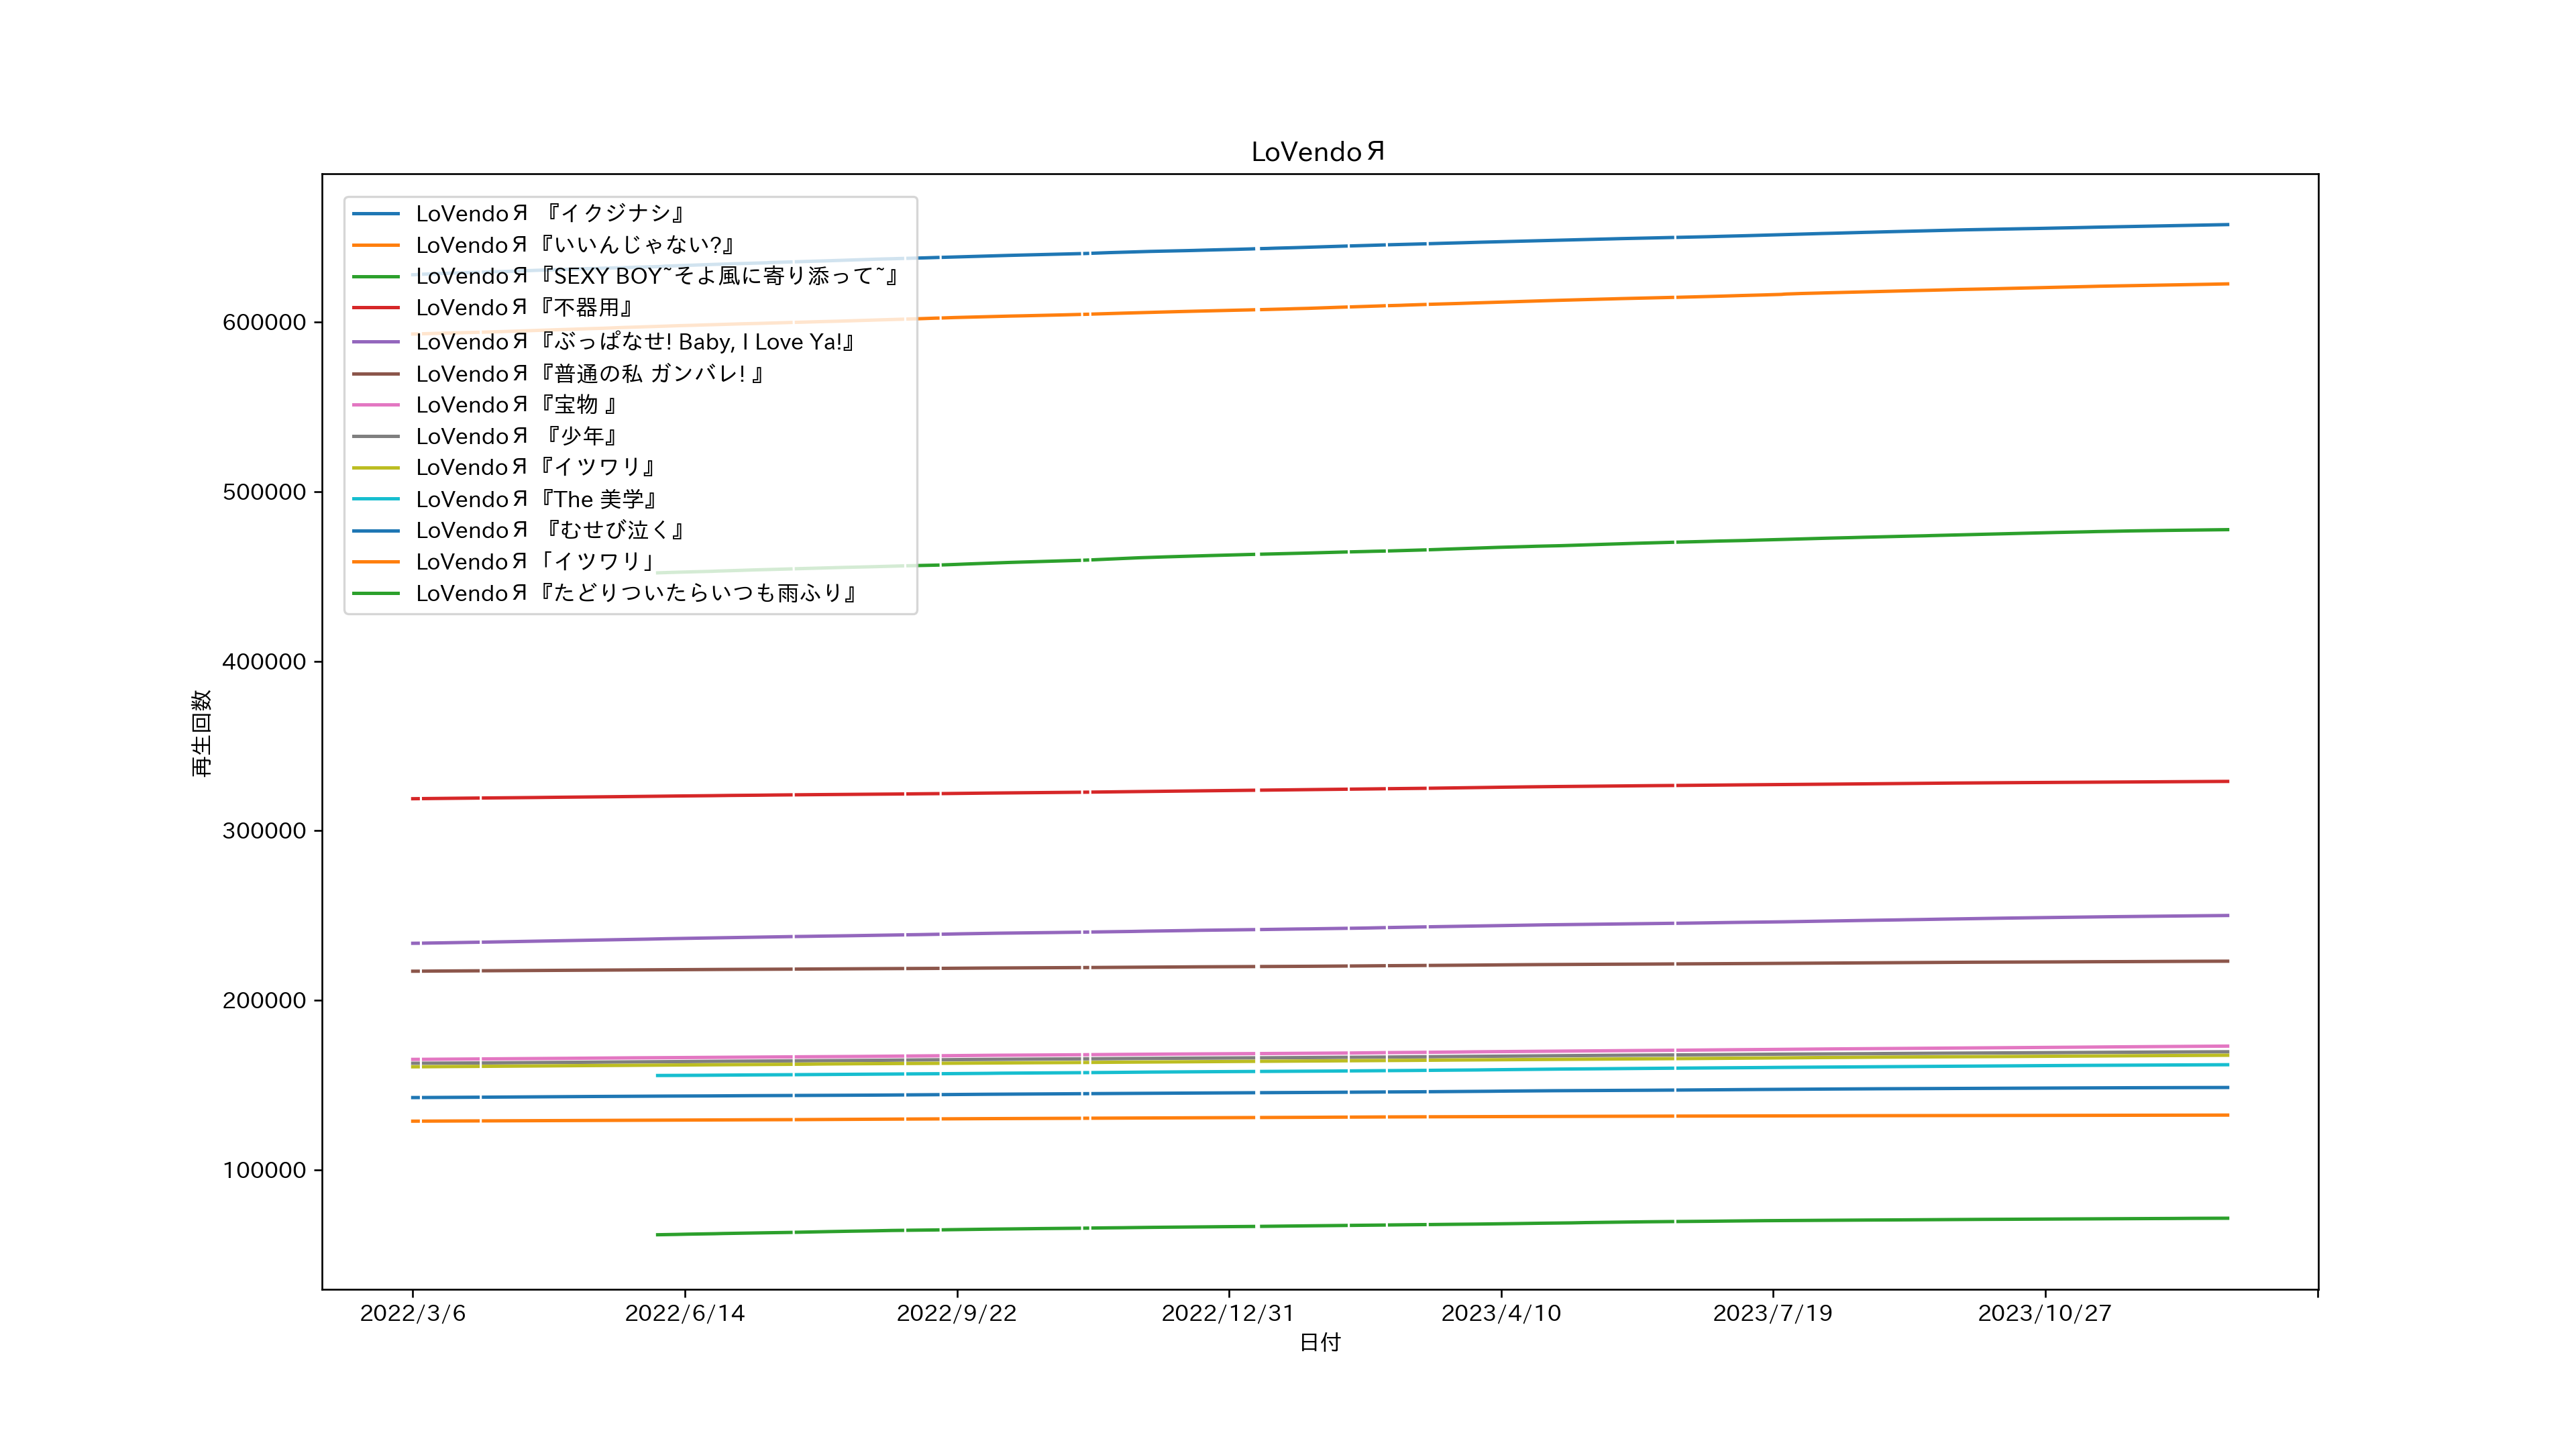 LoVendoЯ
LoVendoЯ 『イクジナシ』
LoVendoЯ『いいんじゃない?』
LoVendoЯ『SEXY BOY~そよ風に寄り添って~』
LoVendoЯ『不器用』
LoVendoЯ『ぶっぱなせ! Baby, I Love Ya!』
LoVendoЯ『普通の私 ガンバレ! 』
LoVendoЯ『宝物 』
LoVendoЯ 『少年』
LoVendoЯ『イツワリ』
LoVendoЯ『The 美学』
LoVendoЯ 『むせび泣く』
LoVendoЯ「イツワリ」
LoVendoЯ『たどりついたらいつも雨ふり』
600000
500000
400000
300000
200000
100000
再生回数
2022/3/6 2022/6/14 2022/9/22 2022/12/31 2023/4/10 2023/7/19 2023/10/27
日付